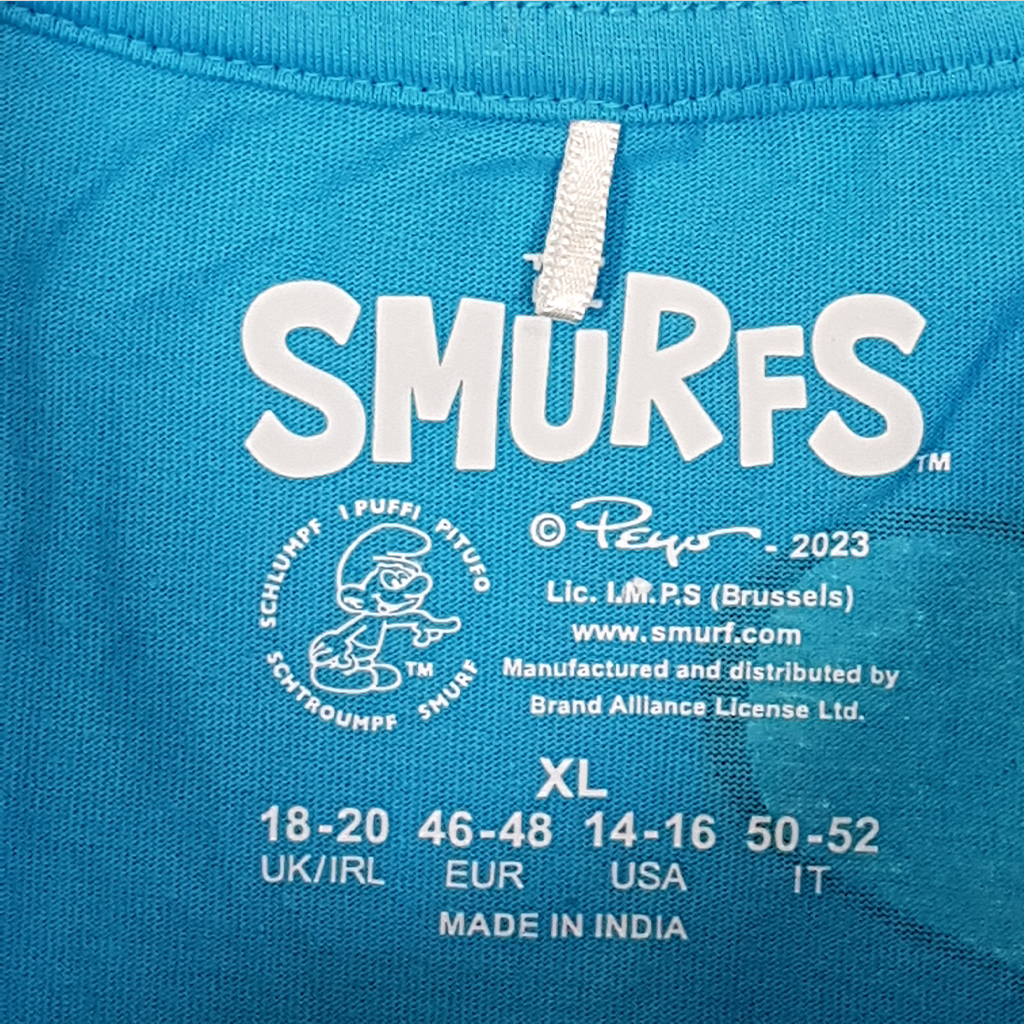 SMURFS™
SCHLUMPF I PUFFI PITUFO
SCHTROUMPF SMURF
™
© Peyo - 2023
Lic. I.M.P.S (Brussels)
www.smurf.com
Manufactured and distributed by
Brand Alliance License Ltd.
XL
18-20 46-48 14-16 50-52
UK/IRL EUR USA IT
MADE IN INDIA